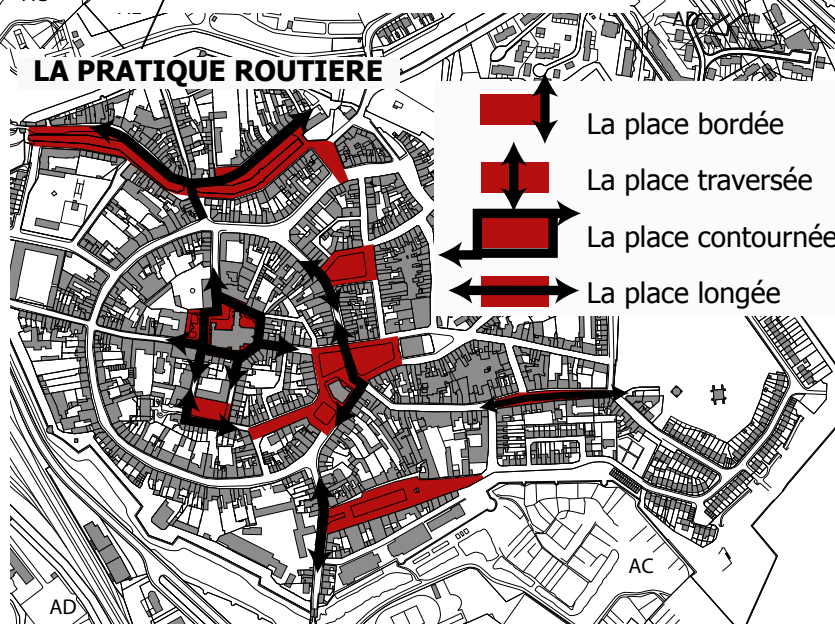 AD
LA PRATIQUE ROUTIERE
La place bordée
La place traversée
La place contournée
La place longée
AC
AD